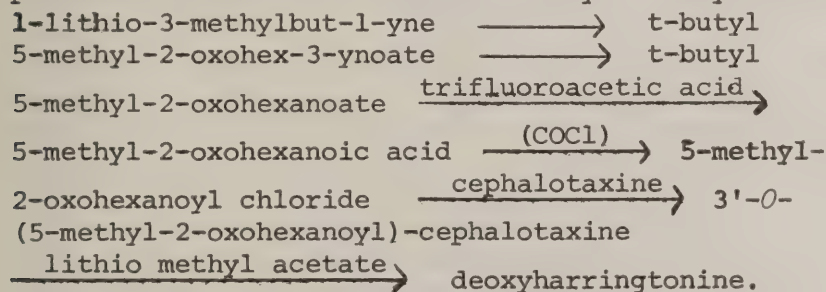 1-lithio-3-methylbut-1-yne ⟶ t-butyl
5-methyl-2-oxohex-3-ynoate ⟶ t-butyl
5-methyl-2-oxohexanoate trifluoroacetic acid ⟶
5-methyl-2-oxohexanoic acid (COCl) ⟶ 5-methyl-
2-oxohexanoyl chloride cephalotaxine ⟶ 3'-O-
(5-methyl-2-oxohexanoyl)-cephalotaxine
lithio methyl acetate ⟶ deoxyharringtonine.